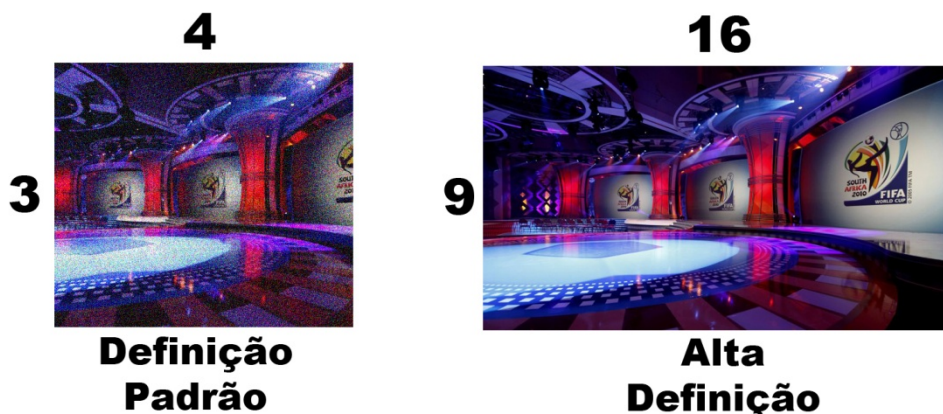 4
16
3
9
SOUTH
AFRICA
2010
FIFA
WORLD CUP
Definição
Padrão
Alta
Definição